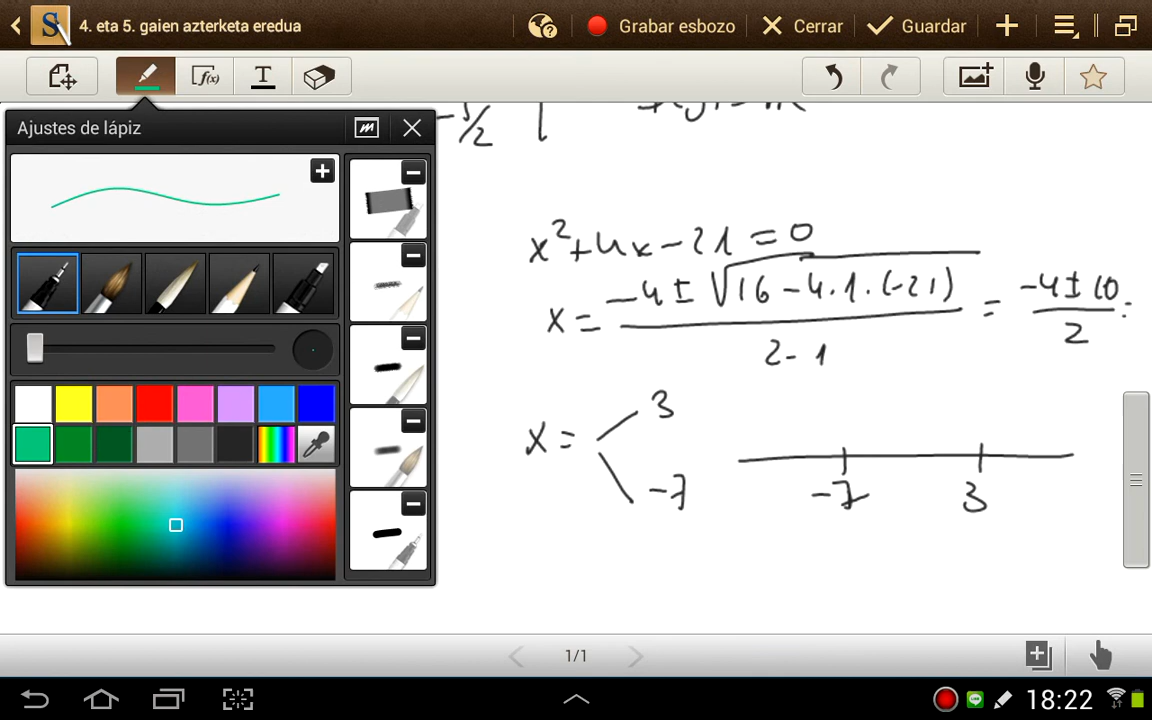 4. eta 5. gaien azterketa eredua
Grabar esbozo
Cerrar
Guardar
f(x)
T
Ajustes de lápiz
x²+4x-21=0
x= -4±√16-4.1.(-21) / 2-1 = -4±10 / 2 =
x= 3
-7
-7 3
1/1
18:22